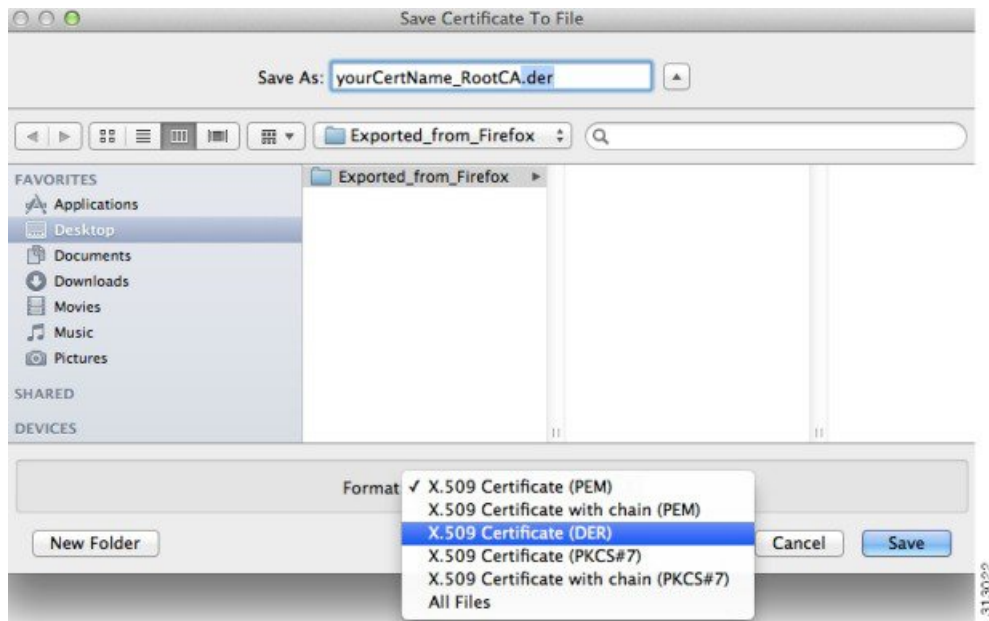 Save Certificate To File
Save As: yourCertName_RootCA.der
Exported_from_Firefox
FAVORITES
Exported_from_Firefox
Applications
Desktop
Documents
Downloads
Movies
Music
Pictures
SHARED
DEVICES
Format
✓ X.509 Certificate (PEM)
X.509 Certificate with chain (PEM)
X.509 Certificate (DER)
X.509 Certificate (PKCS#7)
X.509 Certificate with chain (PKCS#7)
All Files
New Folder
Cancel
Save
313022